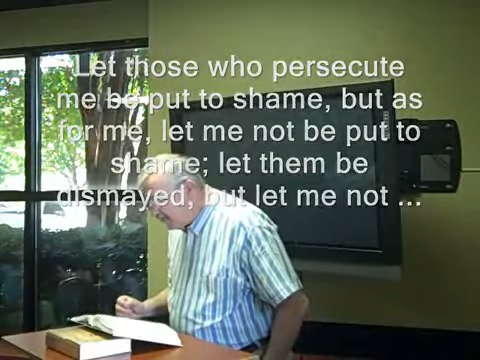 Let those who persecute
me be put to shame, but as
for me, let me not be put to
shame; let them be
dismayed, but let me not ...